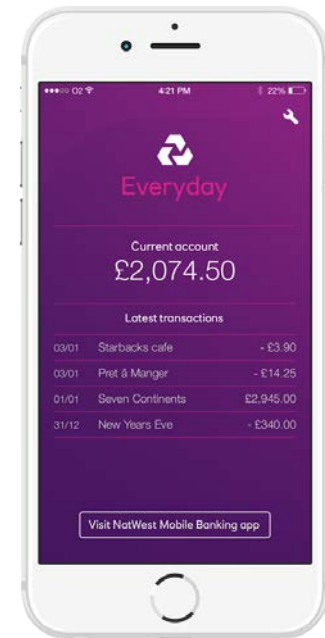 ●●●○○ O2 4:21 PM 22%
Everyday
Current account
£2,074.50
Latest transactions
03/01 Starbacks cafe - £3.90
03/01 Pret â Manger - £14.25
01/01 Seven Continents £2,945.00
31/12 New Years Eve - £340.00
Visit NatWest Mobile Banking app